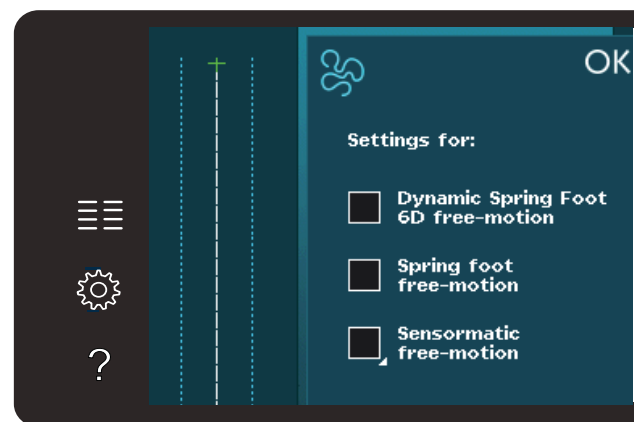 OK
Settings for:
Dynamic Spring Foot
6D free-motion
Spring foot
free-motion
Sensormatic
free-motion
?